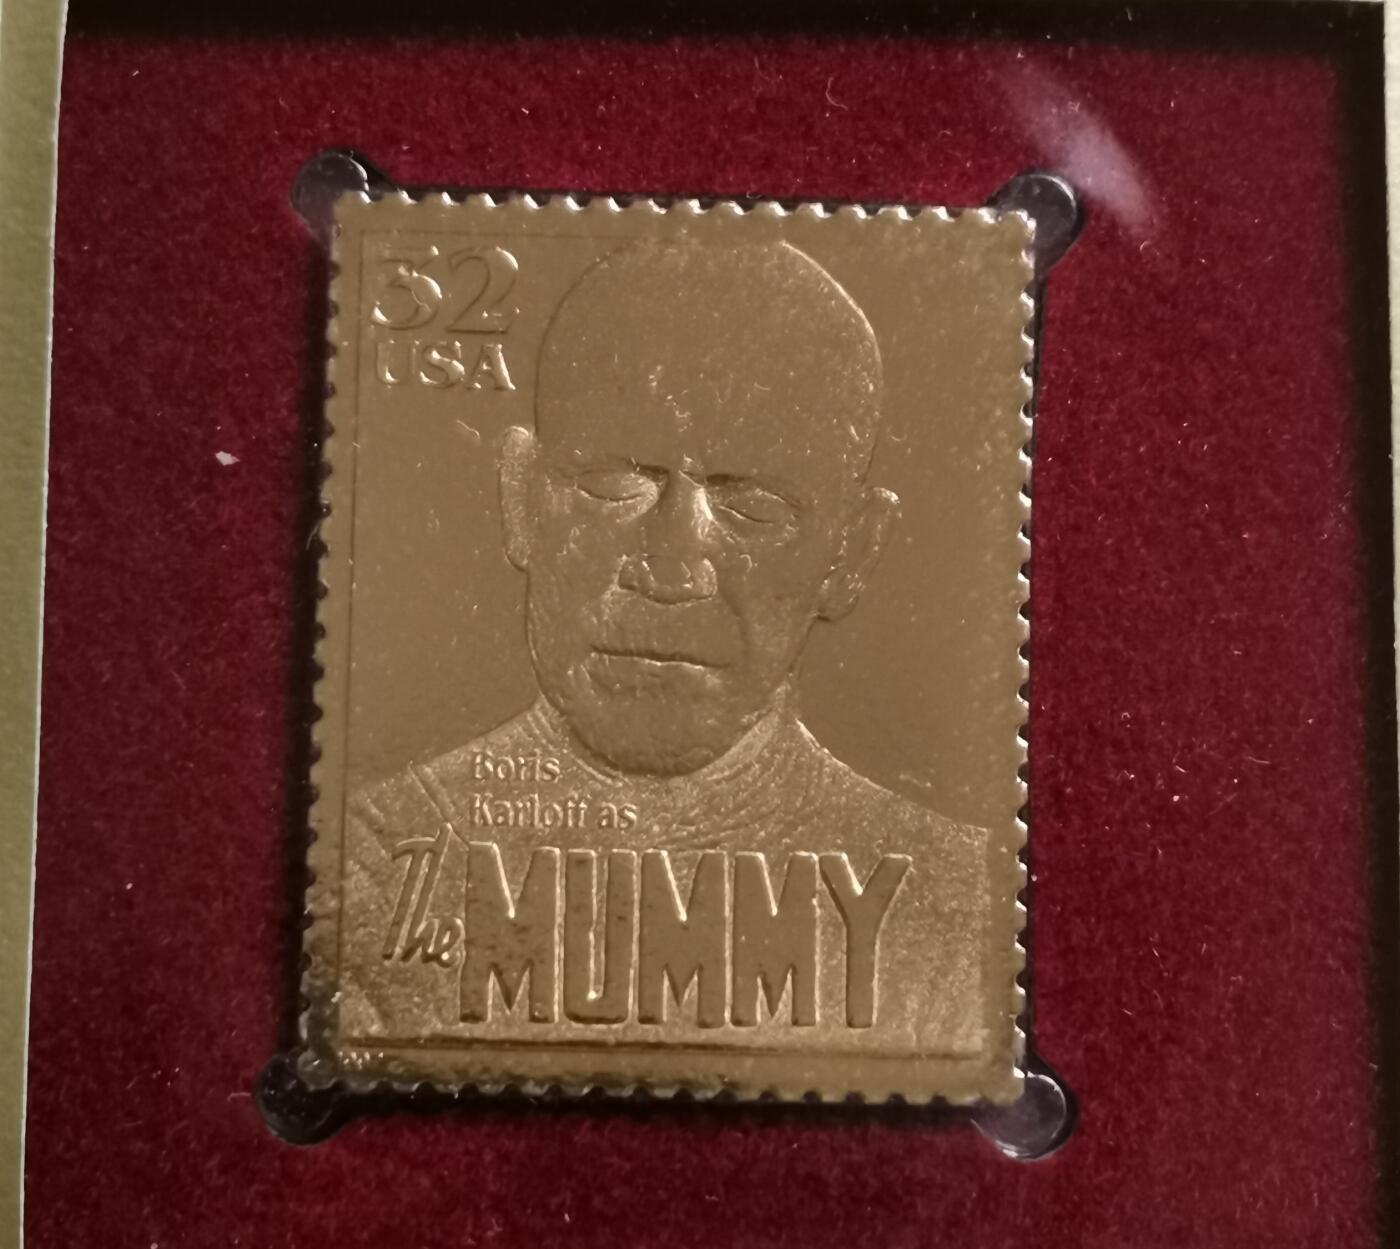 32
USA
Boris
Karloff as
The MUMMY